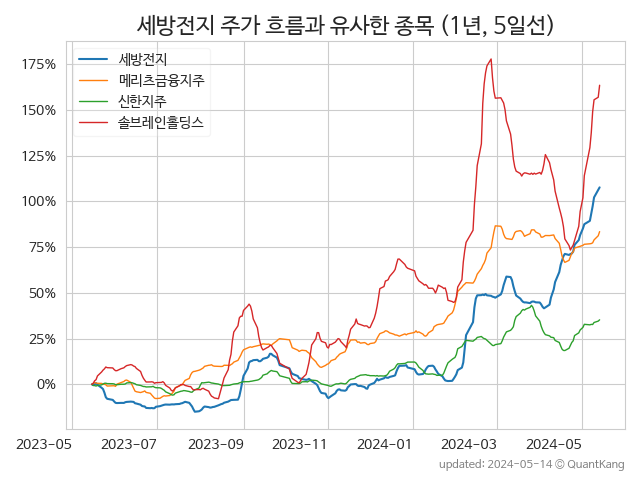 세방전지 주가 흐름과 유사한 종목 (1년, 5일선)
세방전지
메리츠금융지주
신한지주
솔브레인홀딩스
175%
150%
125%
100%
75%
50%
25%
0%
2023-05 2023-07 2023-09 2023-11 2024-01 2024-03 2024-05
updated: 2024-05-14 © QuantKang